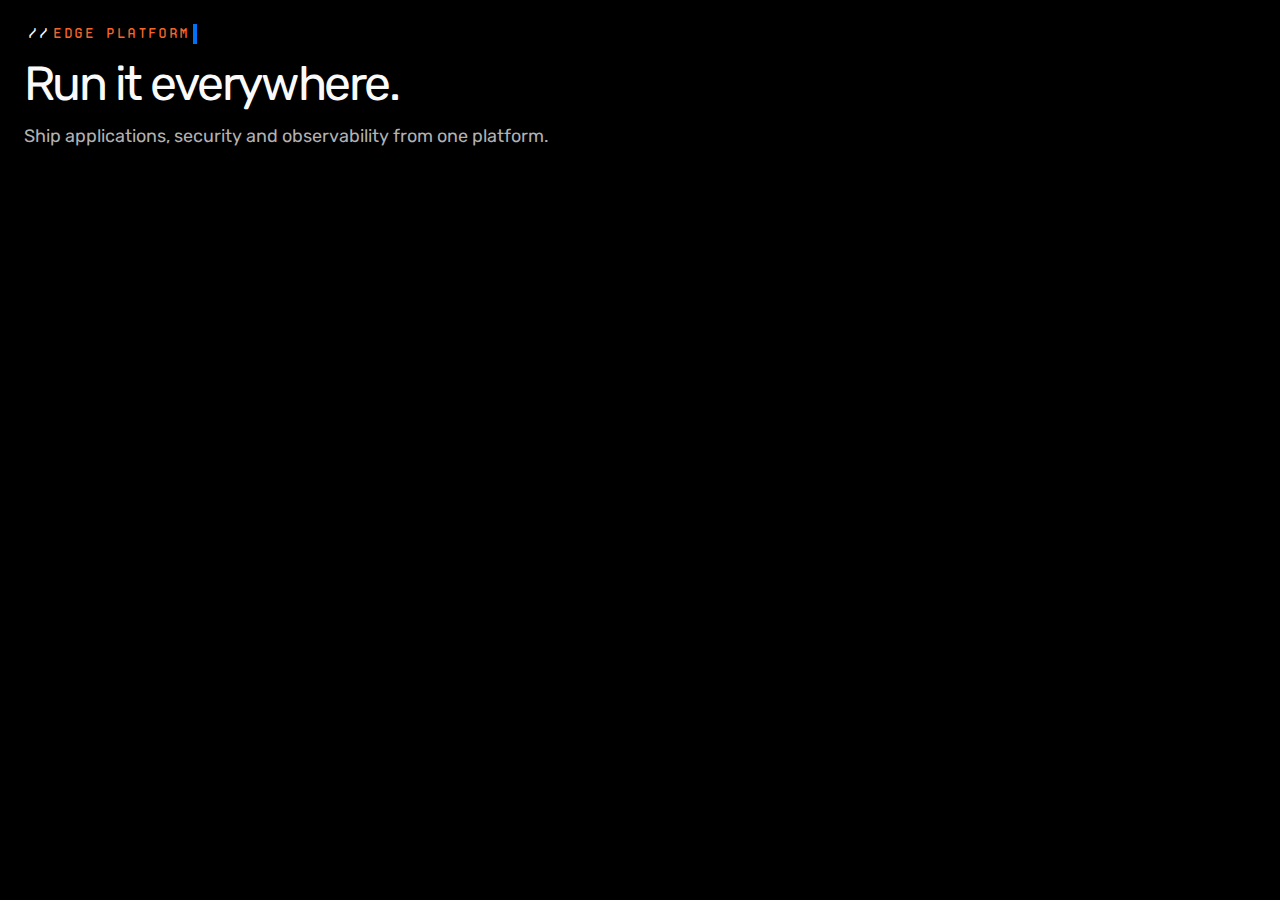 // EDGE PLATFORM
Run it everywhere.
Ship applications, security and observability from one platform.